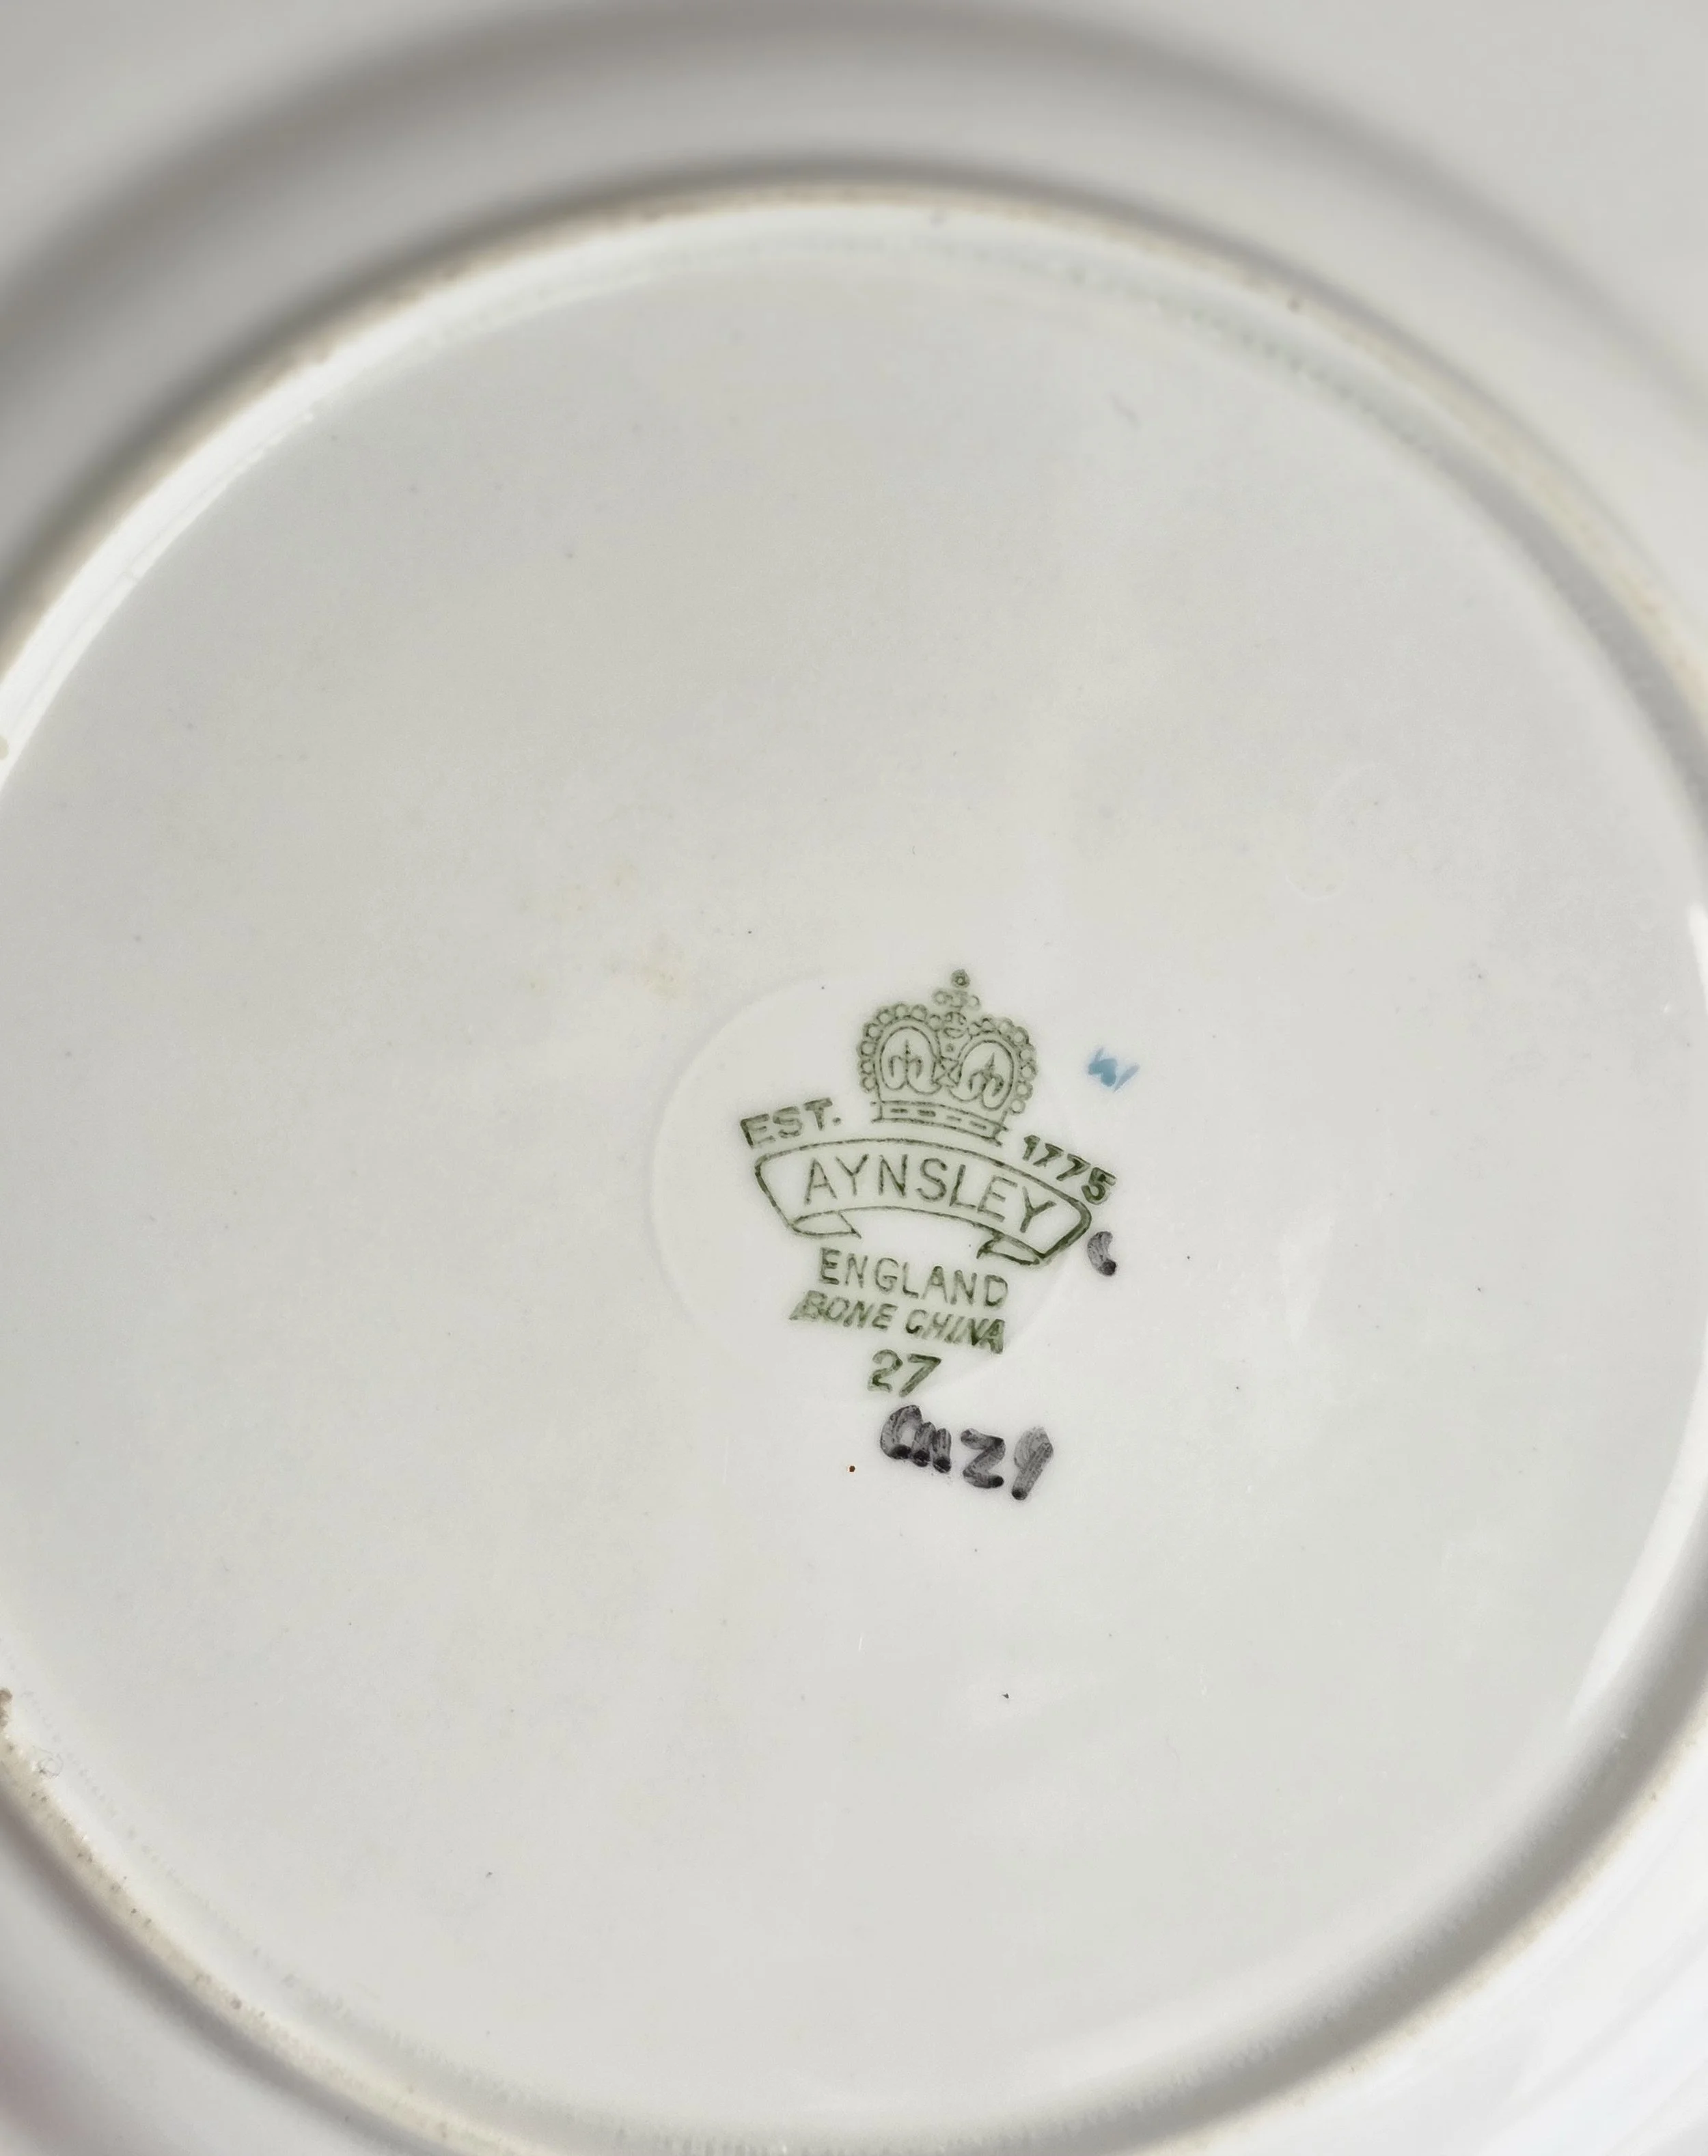 EST. 1775
AYNSLEY
ENGLAND
BONE CHINA
27